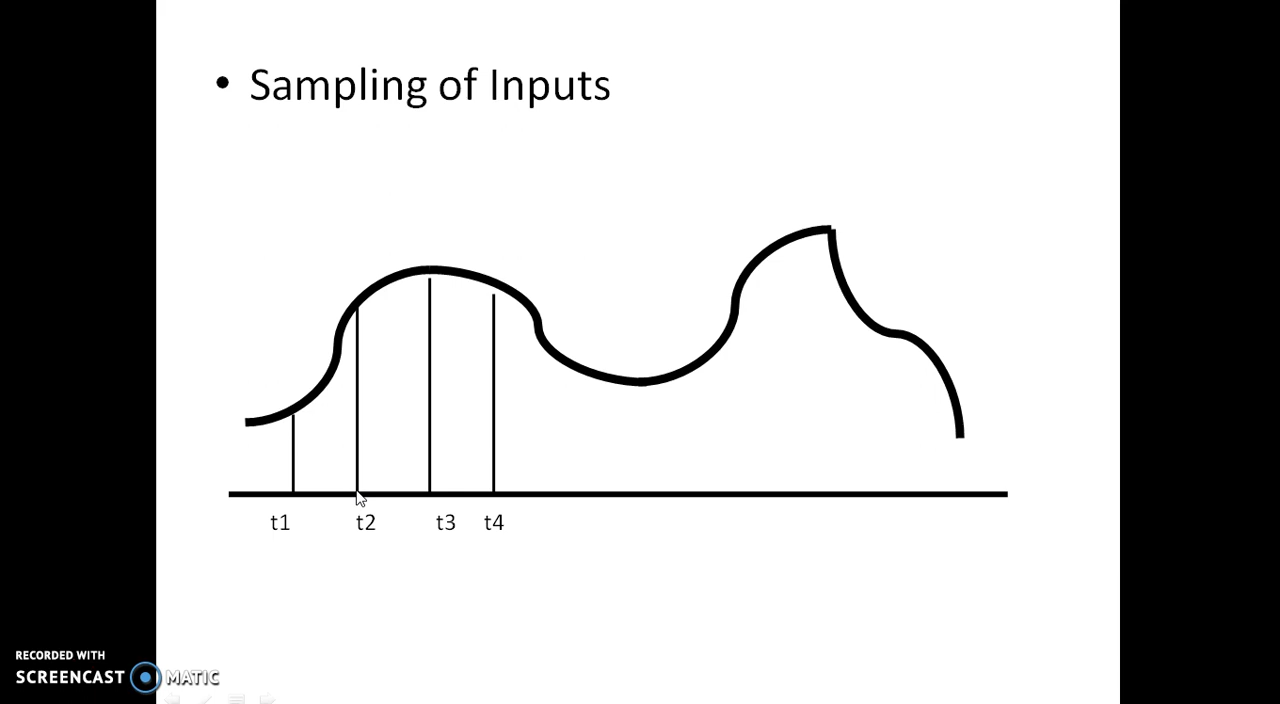 • Sampling of Inputs
t1 t2 t3 t4
RECORDED WITH
SCREENCAST MATIC